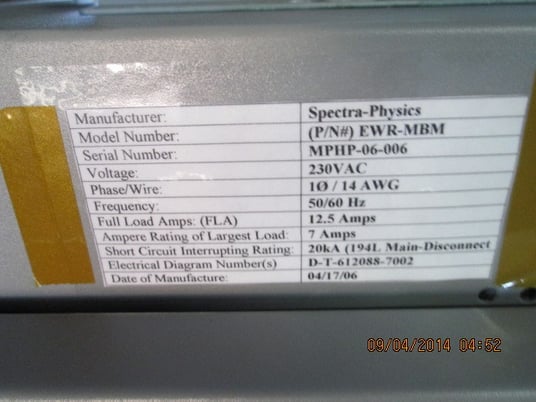 Manufacturer: Spectra-Physics
Model Number: (P/N#) EWR-MBM
Serial Number: MPHP-06-006
Voltage: 230VAC
Phase/Wire: 1Ø / 14 AWG
Frequency: 50/60 Hz
Full Load Amps: (FLA) 12.5 Amps
Ampere Rating of Largest Load: 7 Amps
Short Circuit Interrupting Rating: 20kA (194L Main-Disconnect
Electrical Diagram Number(s) D-T-612088-7002
Date of Manufacture: 04/17/06
09/04/2014 04:52